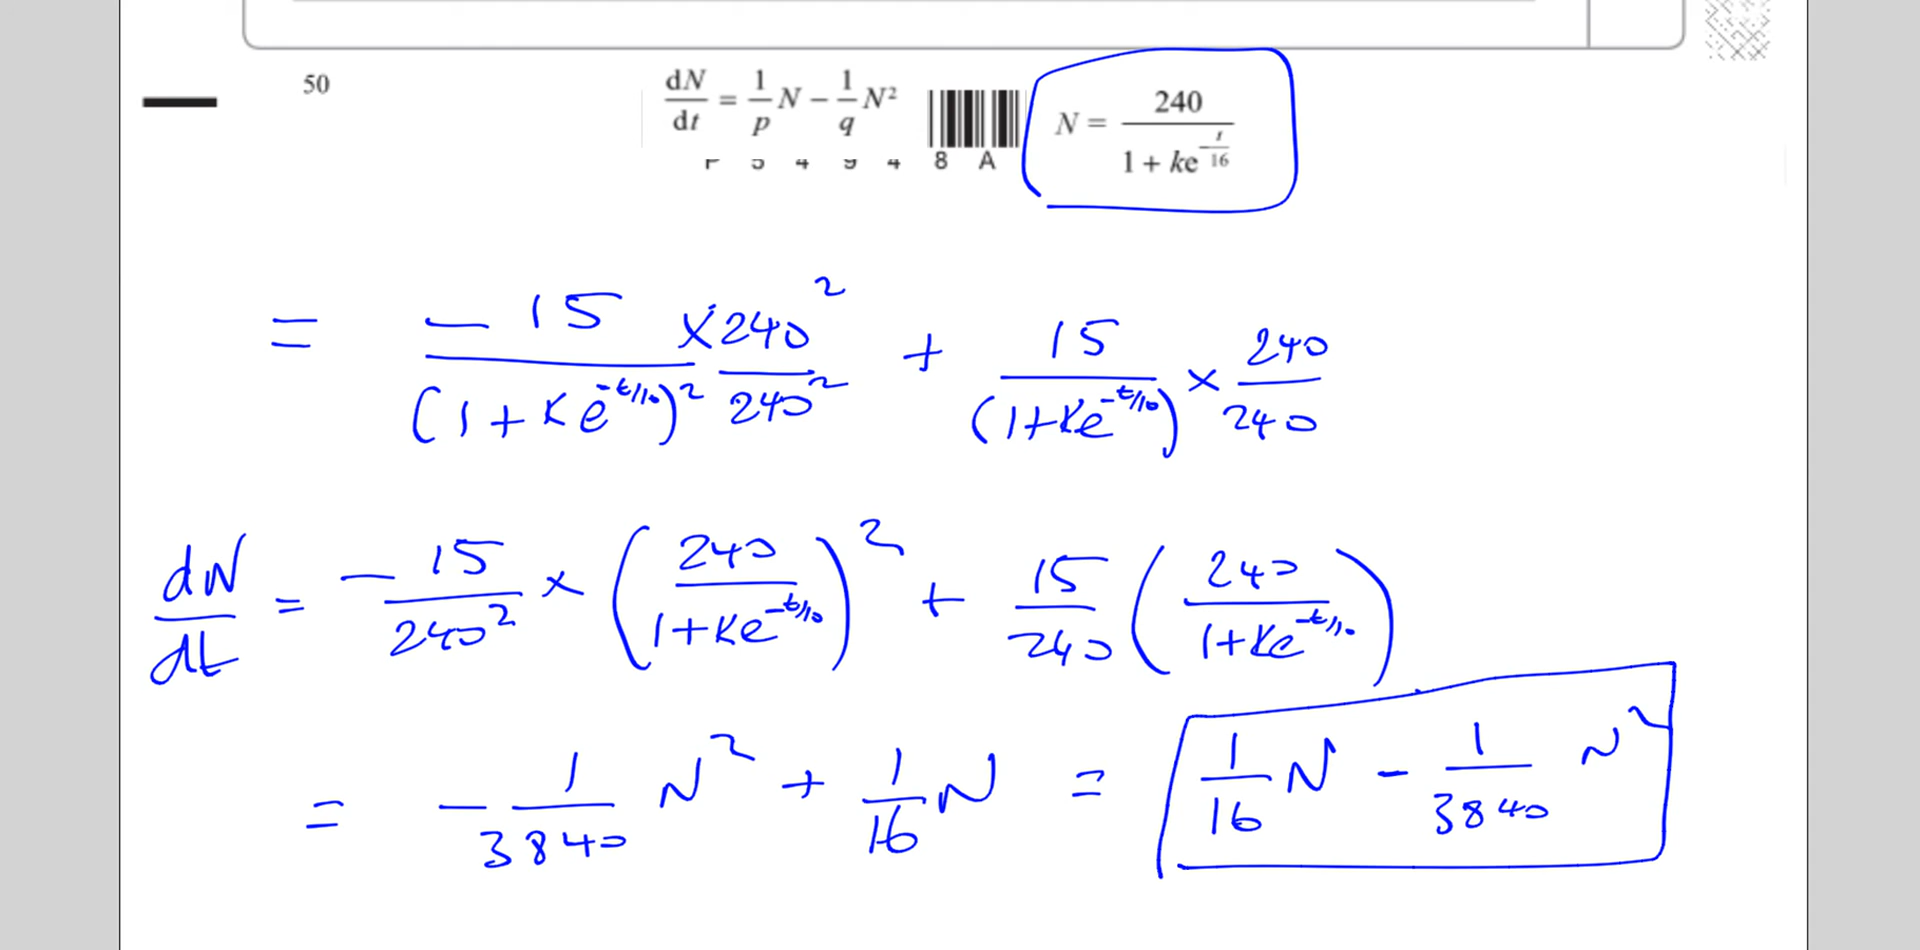 50
dN/dt = 1/p N − 1/q N²
8 A
N = 240/(1 + ke^(−t/16))
= −15/(1+Ke^(−t/10))² × 240²/240² + 15/(1+Ke^(−t/10)) × 240/240
dN/dt = −15/240² × (240/(1+Ke^(−t/10)))² + 15/240 (240/(1+Ke^(−t/10)))
= −1/3840 N² + 1/16 N = 1/16 N − 1/3840 N²